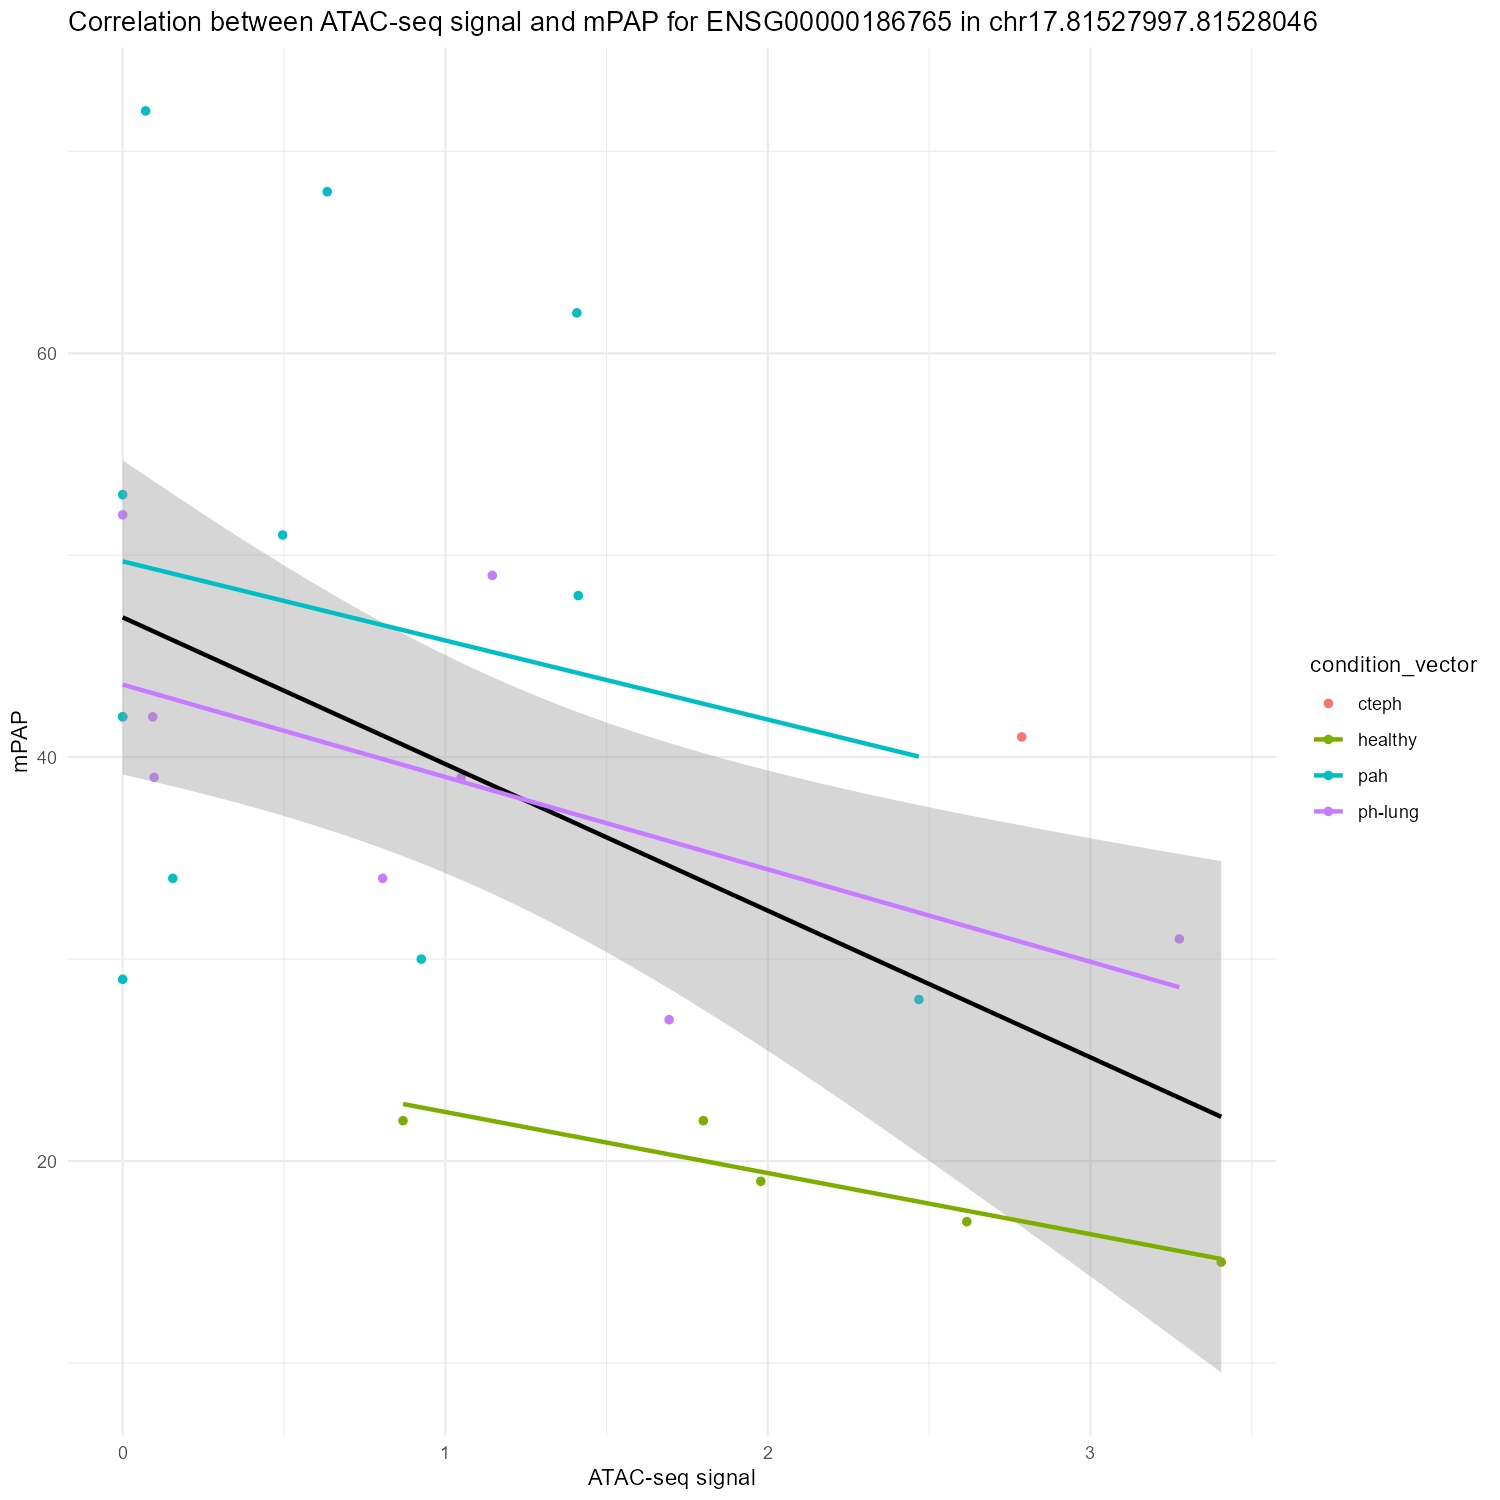 Correlation between ATAC-seq signal and mPAP for ENSG00000186765 in chr17.81527997.81528046
mPAP
60
40
20
0 1 2 3
ATAC-seq signal
condition_vector
cteph
healthy
pah
ph-lung